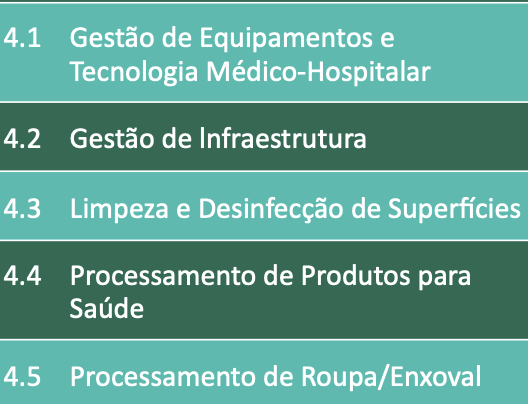 4.1 Gestão de Equipamentos e
Tecnologia Médico-Hospitalar
4.2 Gestão de Infraestrutura
4.3 Limpeza e Desinfecção de Superfícies
4.4 Processamento de Produtos para
Saúde
4.5 Processamento de Roupa/Enxoval